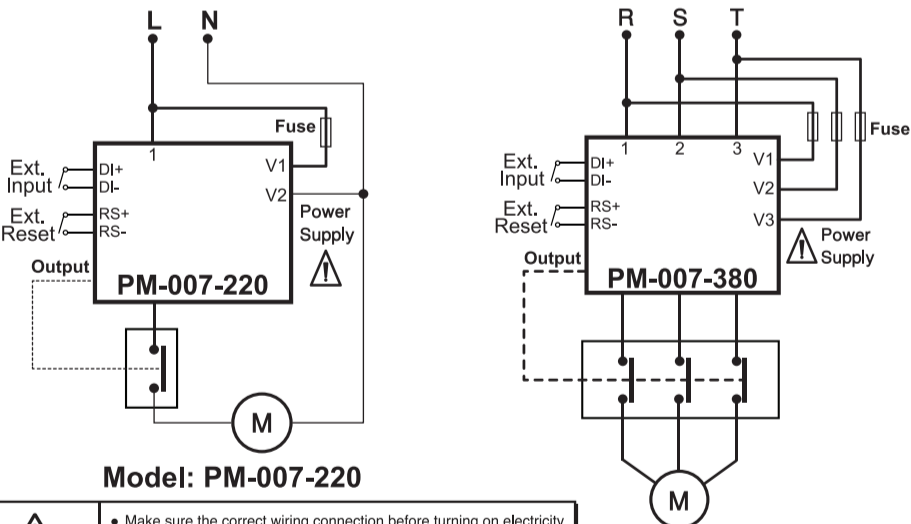 L N
Fuse
1
V1
V2
Ext. Input
DI+
DI-
Ext. Reset
RS+
RS-
Power Supply
Output
PM-007-220
M
Model: PM-007-220
R S T
Fuse
1 2 3
V1
V2
V3
Ext. Input
DI+
DI-
Ext. Reset
RS+
RS-
Power Supply
Output
PM-007-380
M
! 
• Make sure the correct wiring connection before turning on electricity